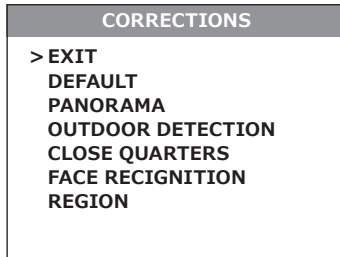 CORRECTIONS
> EXIT
DEFAULT
PANORAMA
OUTDOOR DETECTION
CLOSE QUARTERS
FACE RECIGNITION
REGION